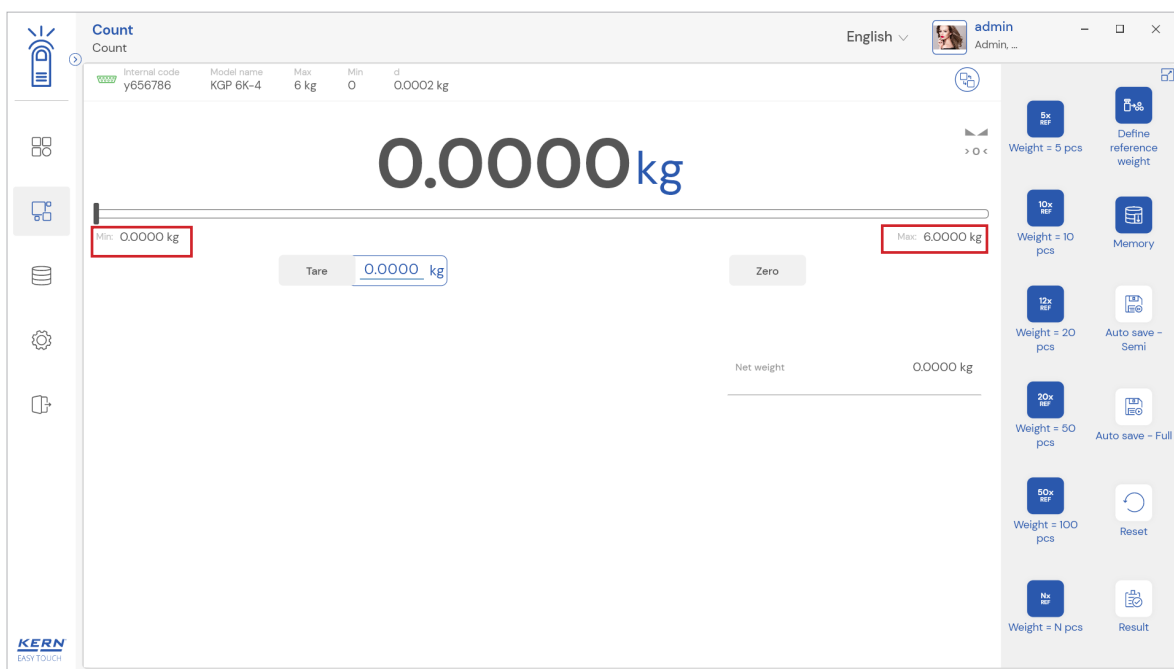 Count
Count
English
admin
Admin, ...
Internal code
y656786
Model name
KGP 6K-4
Max
6 kg
Min
0
d
0.0002 kg
0.0000 kg
>0<
Min: 0.0000 kg
Max: 6.0000 kg
Tare
0.0000 kg
Zero
Net weight
0.0000 kg
5x
REF
Weight = 5 pcs
Define
reference
weight
10x
REF
Weight = 10
pcs
Memory
12x
REF
Weight = 20
pcs
Auto save -
Semi
20x
REF
Weight = 50
pcs
Auto save - Full
50x
REF
Weight = 100
pcs
Reset
Nx
REF
Weight = N pcs
Result
KERN
EASY TOUCH